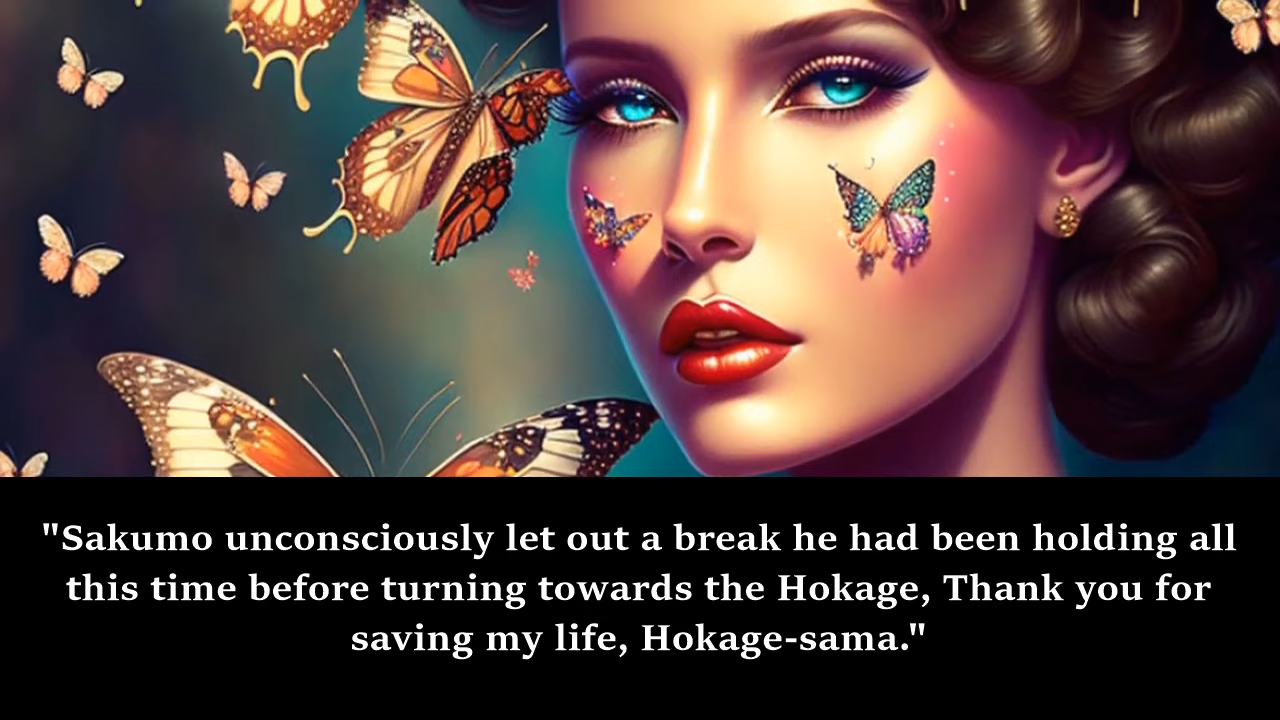 "Sakumo unconsciously let out a break he had been holding all
this time before turning towards the Hokage, Thank you for
saving my life, Hokage-sama."